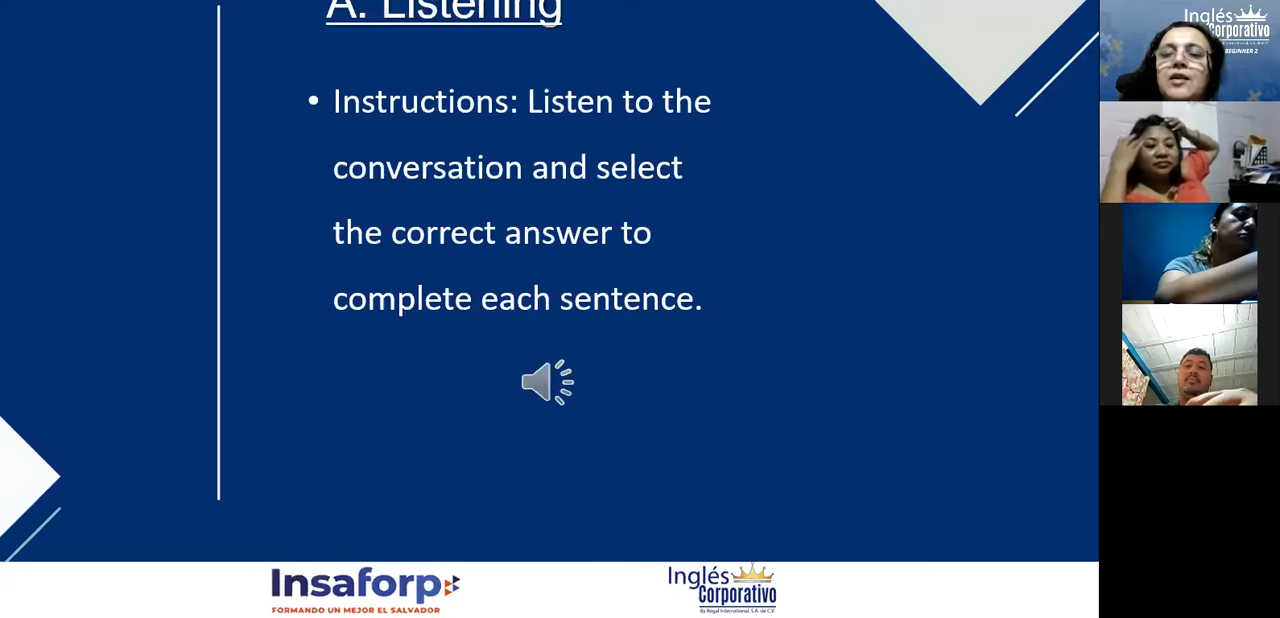 A. Listening
• Instructions: Listen to the
conversation and select
the correct answer to
complete each sentence.
Insaforp
FORMANDO UN MEJOR EL SALVADOR
Inglés
Corporativo
By Regal International, S.A. de C.V.
Inglés
Corporativo
BEGINNER 2